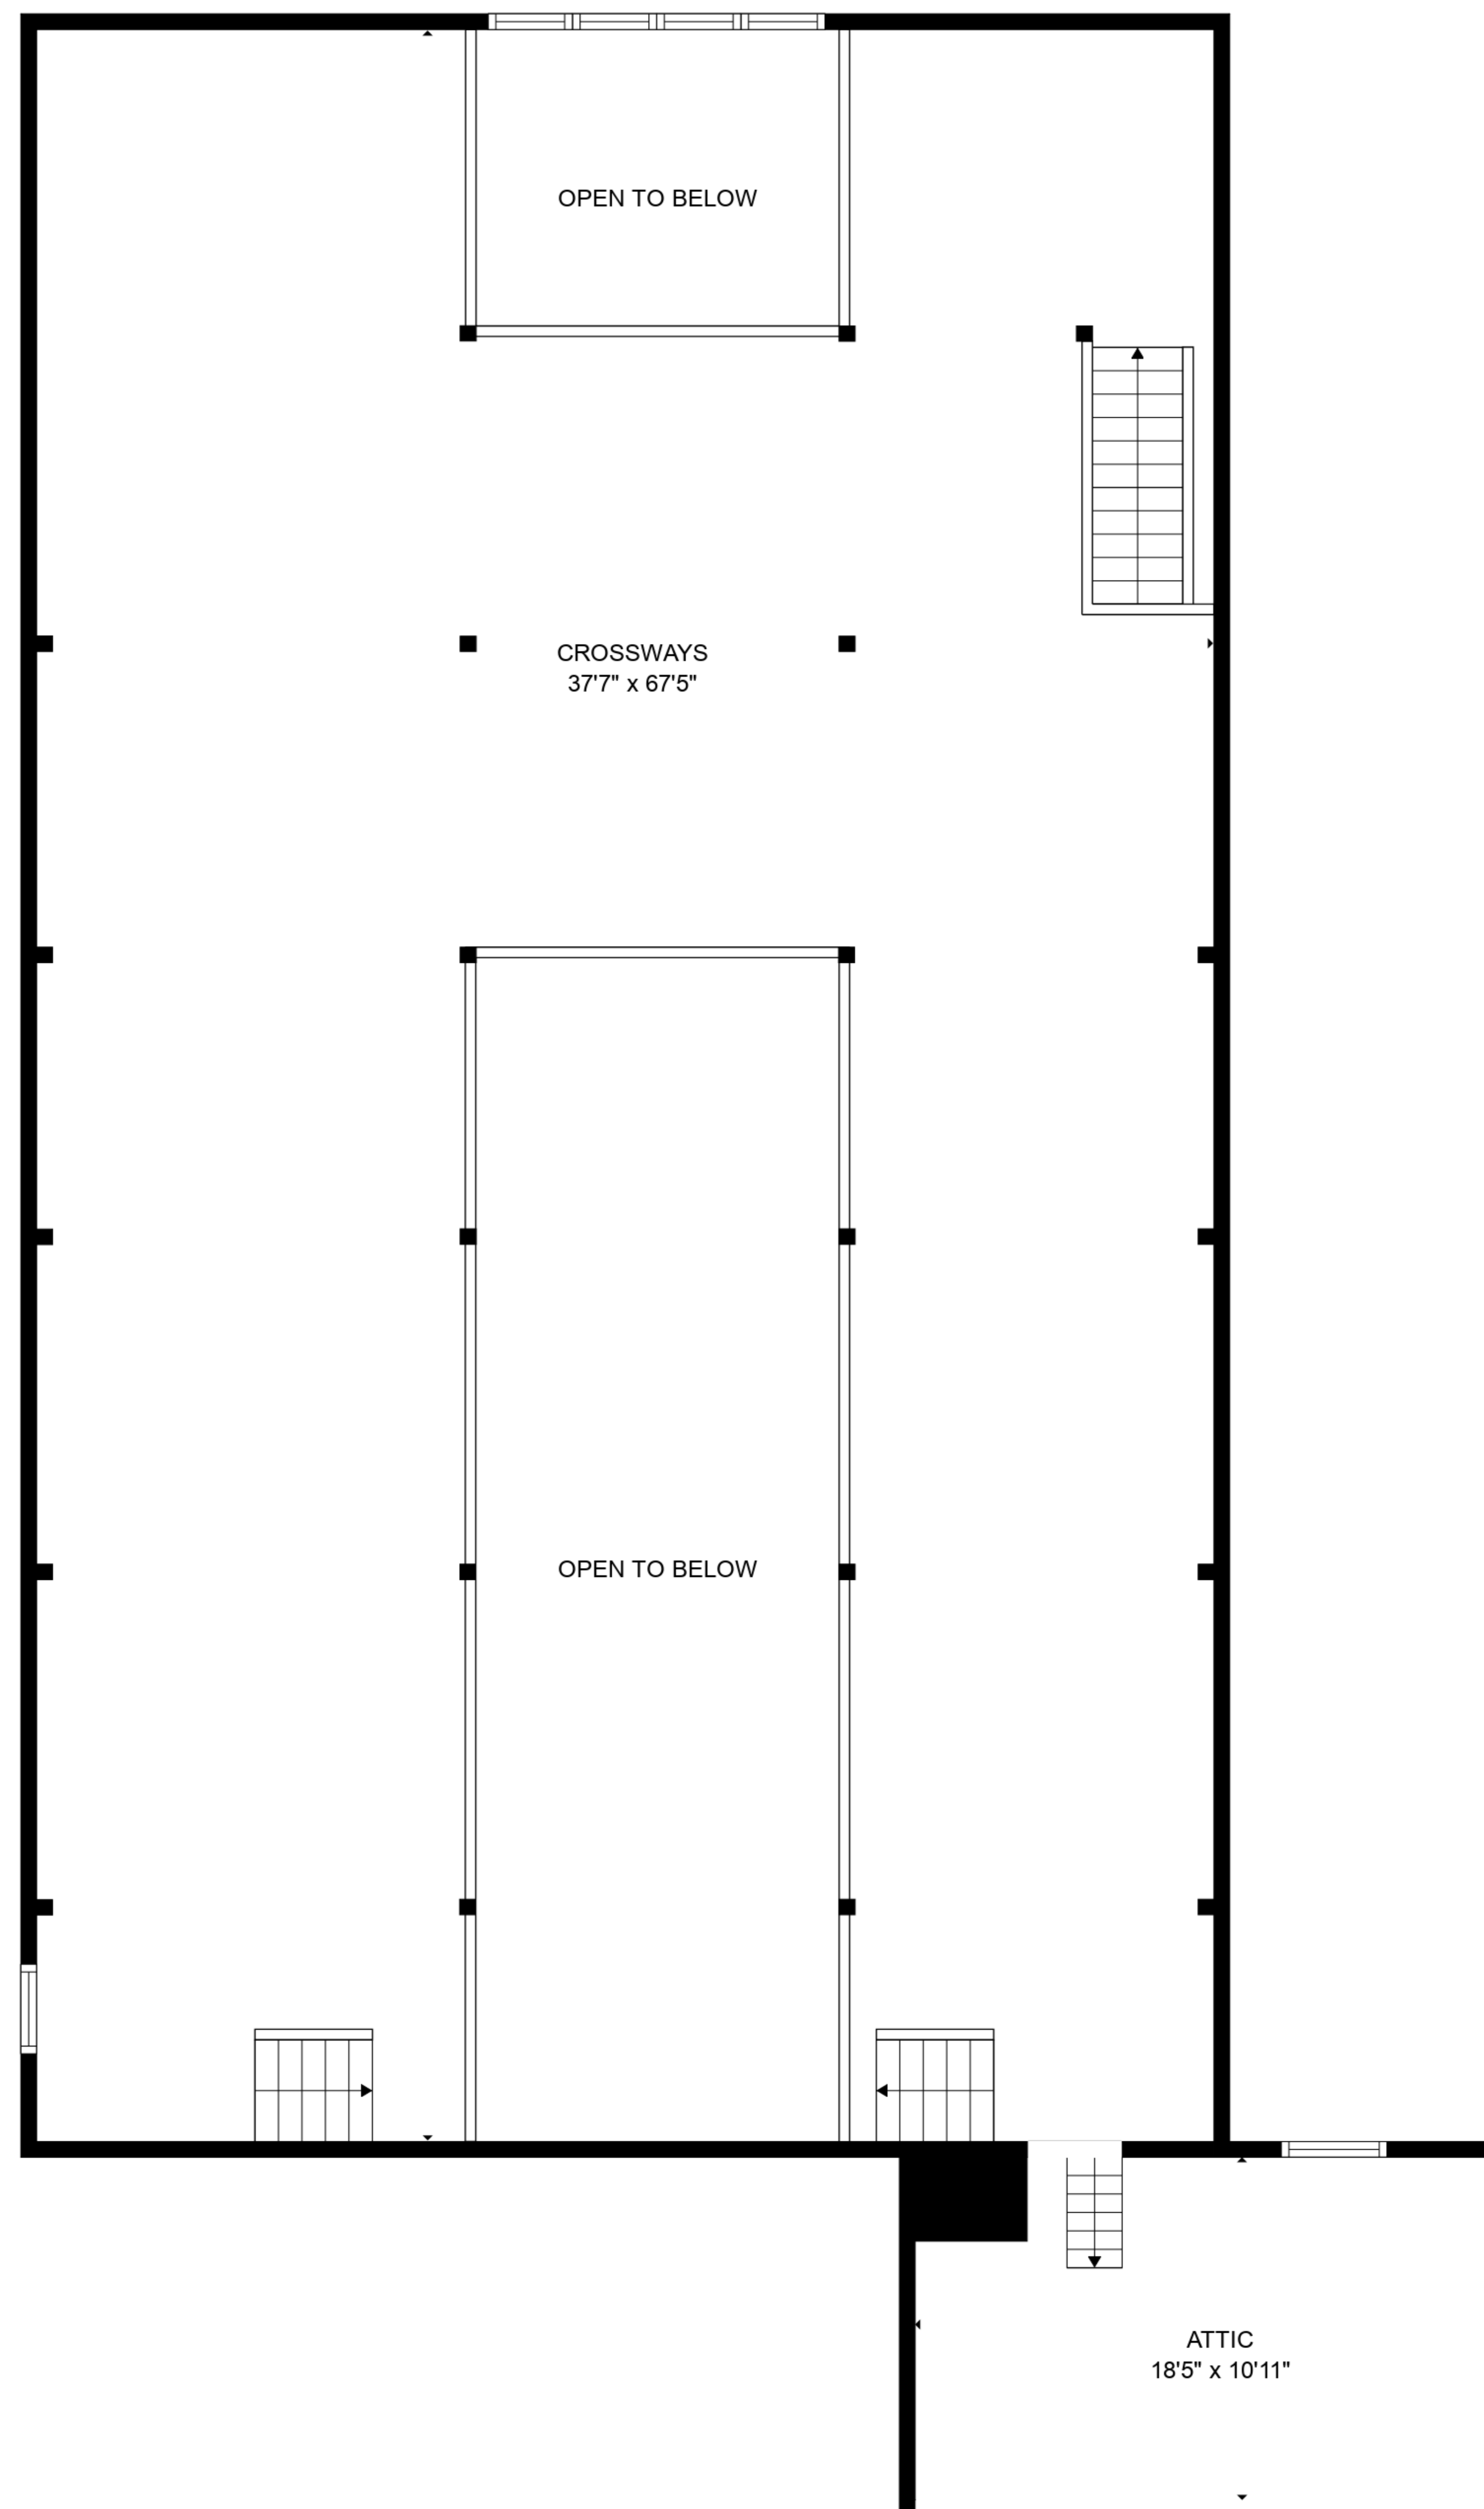 OPEN TO BELOW
CROSSWAYS
37'7" x 67'5"
OPEN TO BELOW
ATTIC
18'5" x 10'11"